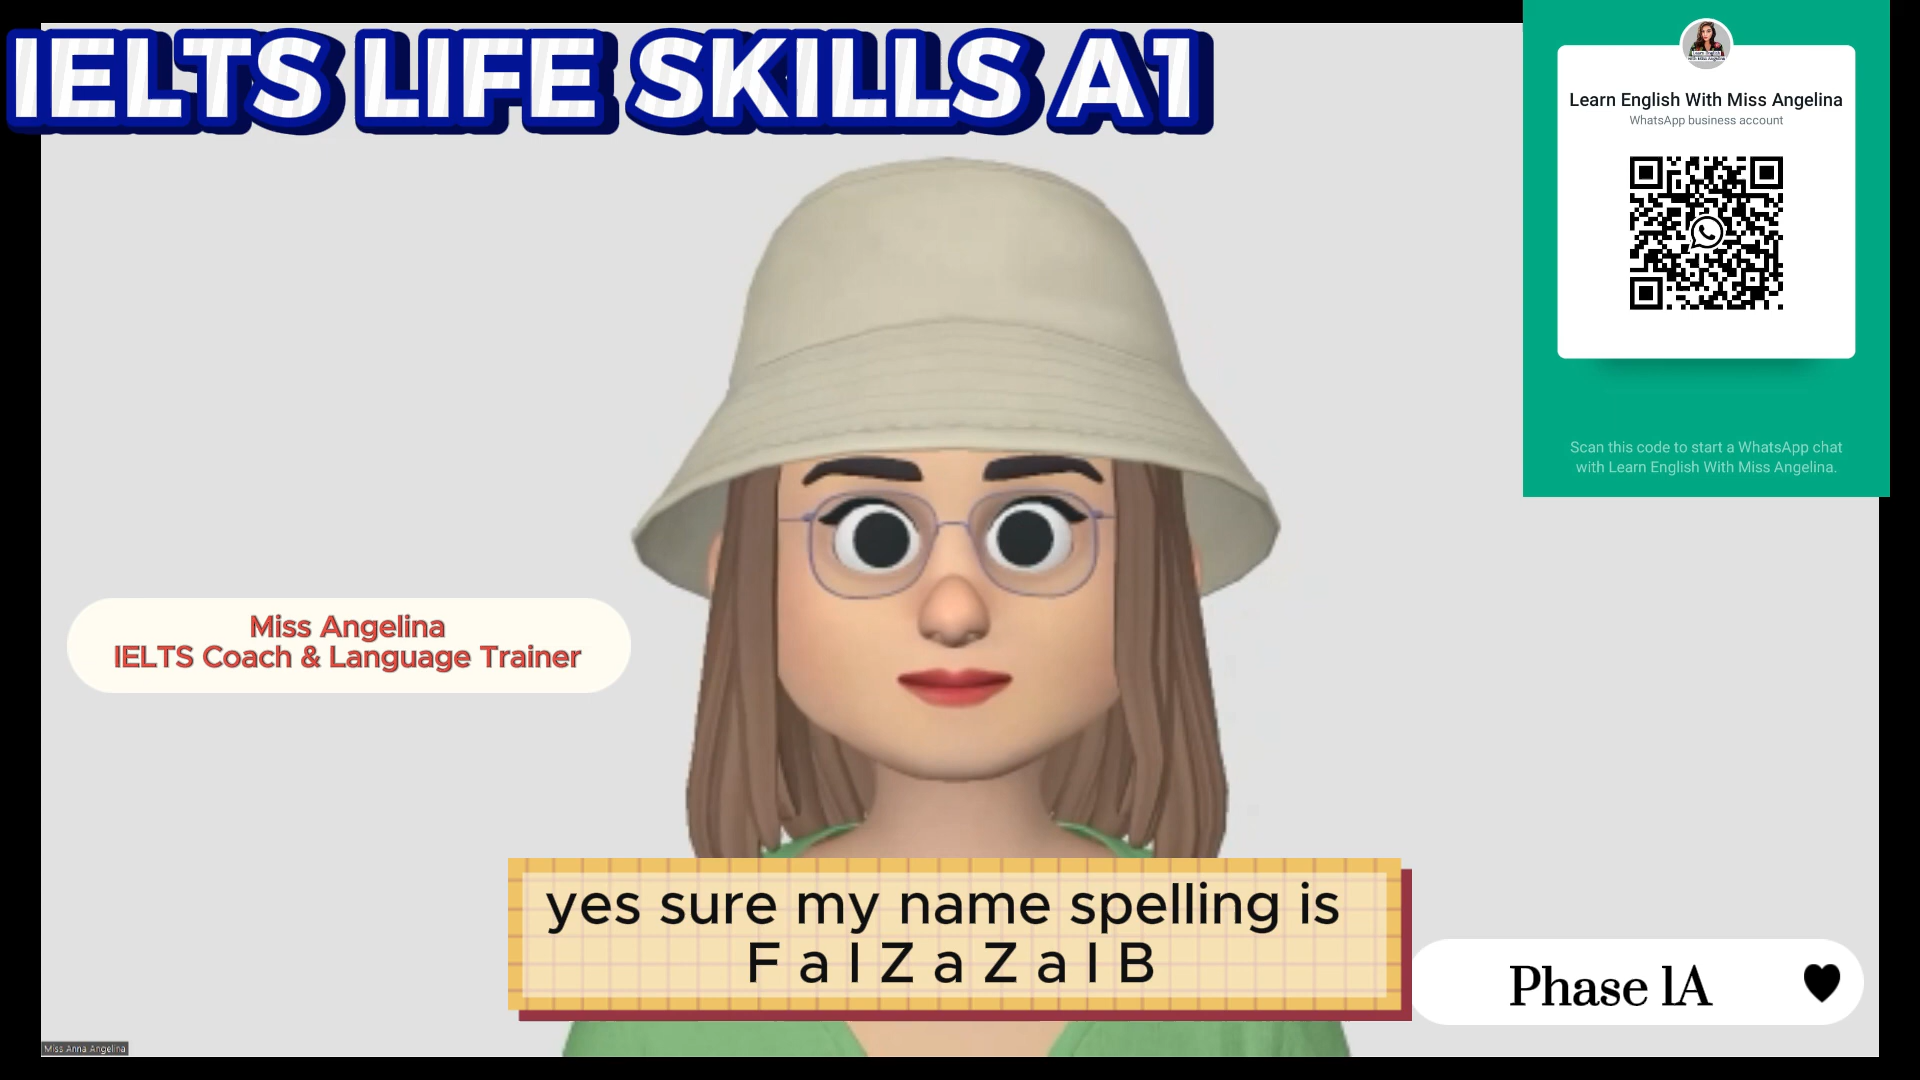 IELTS LIFE SKILLS A1
Learn English With Miss Angelina
WhatsApp business account
Scan this code to start a WhatsApp chat
with Learn English With Miss Angelina.
Miss Angelina
IELTS Coach & Language Trainer
yes sure my name spelling is
F a I Z a Z a I B
Phase 1A
Miss Anna Angelina